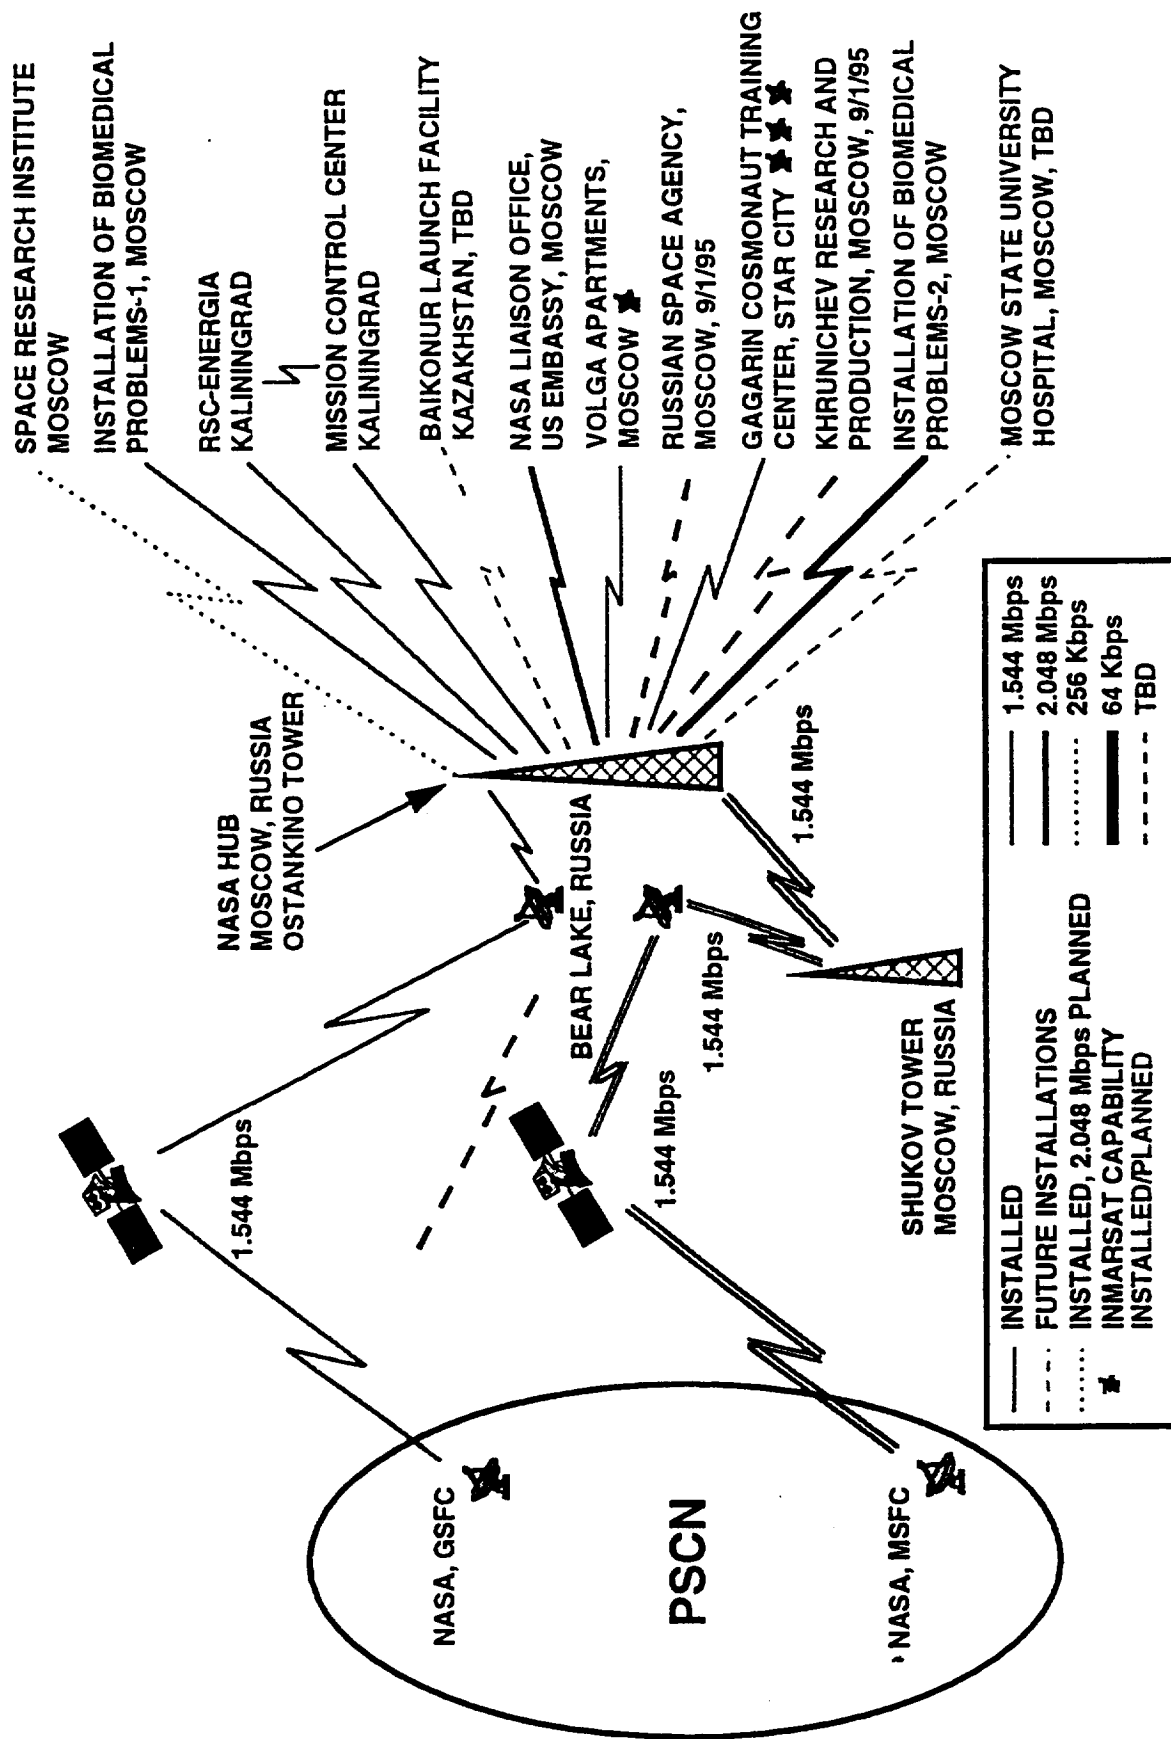 SPACE RESEARCH INSTITUTE
MOSCOW
INSTALLATION OF BIOMEDICAL
PROBLEMS-1, MOSCOW
RSC-ENERGIA
KALININGRAD
MISSION CONTROL CENTER
KALININGRAD
BAIKONUR LAUNCH FACILITY
KAZAKHSTAN, TBD
NASA LIAISON OFFICE,
US EMBASSY, MOSCOW
VOLGA APARTMENTS,
MOSCOW
RUSSIAN SPACE AGENCY,
MOSCOW, 9/1/95
GAGARIN COSMONAUT TRAINING
CENTER, STAR CITY
KHRUNICHEV RESEARCH AND
PRODUCTION, MOSCOW, 9/1/95
INSTALLATION OF BIOMEDICAL
PROBLEMS-2, MOSCOW
MOSCOW STATE UNIVERSITY
HOSPITAL, MOSCOW, TBD
NASA HUB
MOSCOW, RUSSIA
OSTANKINO TOWER
BEAR LAKE, RUSSIA
1.544 Mbps
1.544 Mbps
1.544 Mbps
1.544 Mbps
SHUKOV TOWER
MOSCOW, RUSSIA
NASA, GSFC
PSCN
NASA, MSFC
INSTALLED
FUTURE INSTALLATIONS
INSTALLED, 2.048 Mbps PLANNED
INMARSAT CAPABILITY
INSTALLED/PLANNED
1.544 Mbps
2.048 Mbps
256 Kbps
64 Kbps
TBD